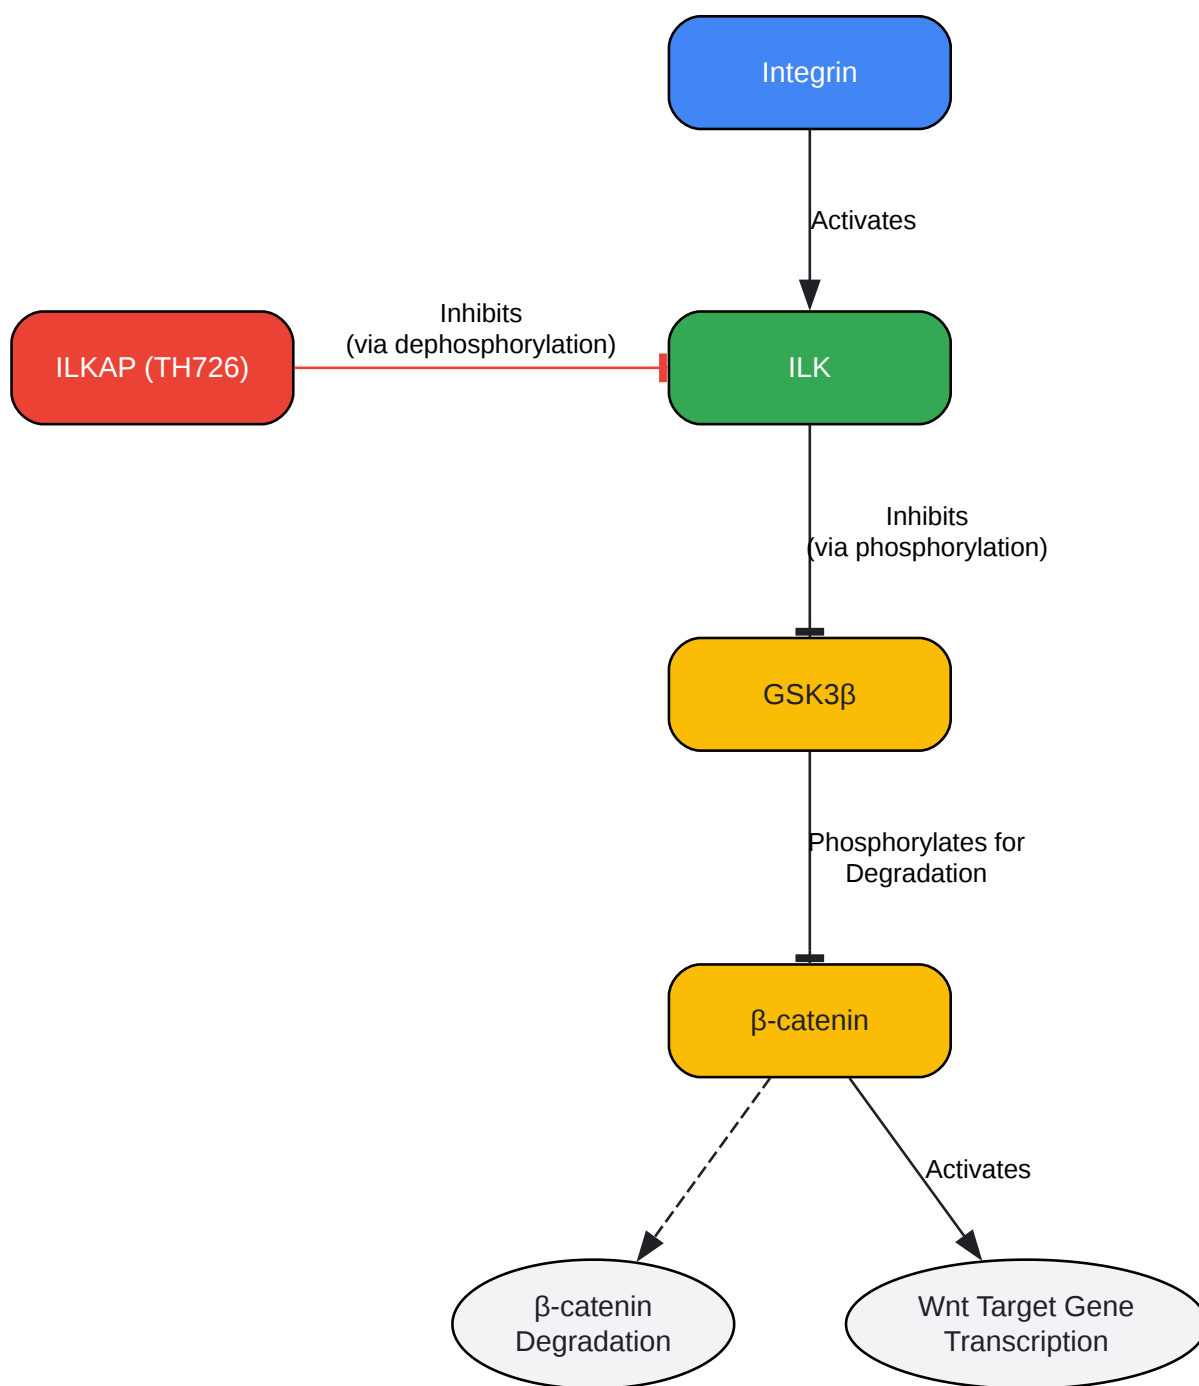 Integrin
Activates
Inhibits
(via dephosphorylation)
ILKAP (TH726)
ILK
Inhibits
(via phosphorylation)
GSK3β
Phosphorylates for
Degradation
β-catenin
Activates
β-catenin
Degradation
Wnt Target Gene
Transcription